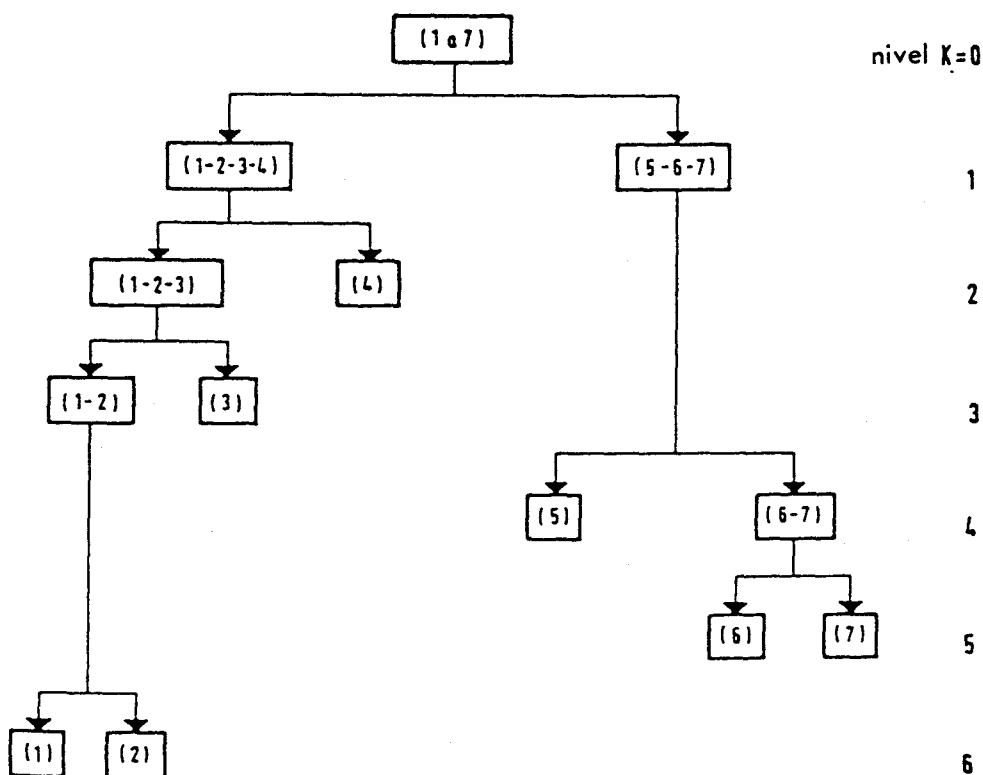 (1 a 7) nivel K=0
(1-2-3-4) (5-6-7) 1
(1-2-3) (4) 2
(1-2) (3) 3
(5) (6-7) 4
(6) (7) 5
(1) (2) 6